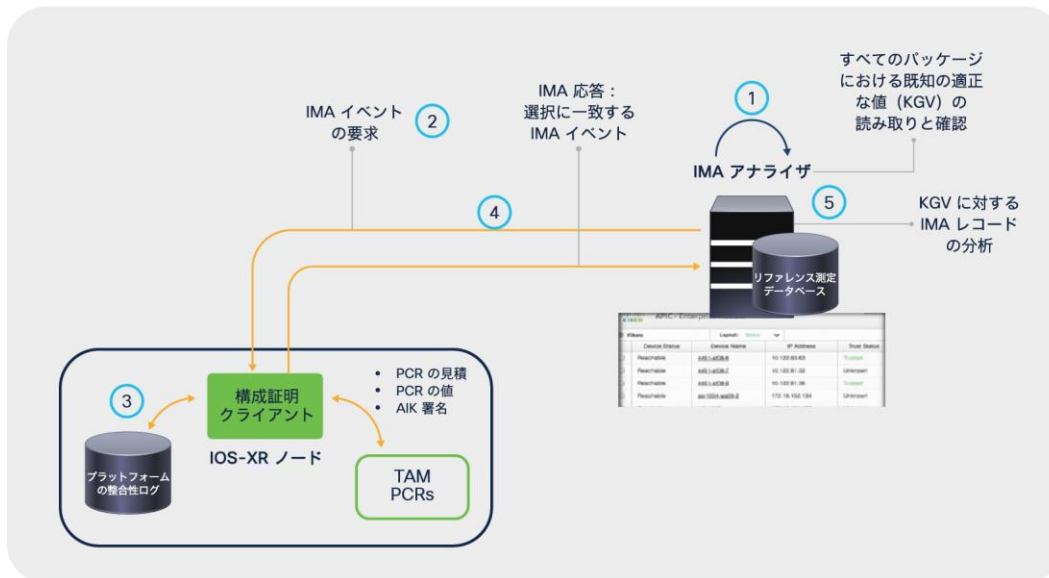 すべてのパッケージ
における既知の適正
な値（KGV）の
読み取りと確認
1
IMA アナライザ
IMA イベント
の要求
2
IMA 応答：
選択に一致する
IMA イベント
4
5
KGV に対する
IMA レコード
の分析
リファレンス測定
データベース
Filters
Layout:
Device Status Device Name IP Address Trust Status
Reachable Trusted
Reachable Unknown
Reachable Trusted
Reachable Unknown
3
構成証明
クライアント
IOS-XR ノード
• PCR の見積
• PCR の値
• AIK 署名
プラットフォーム
の整合性ログ
TAM
PCRs